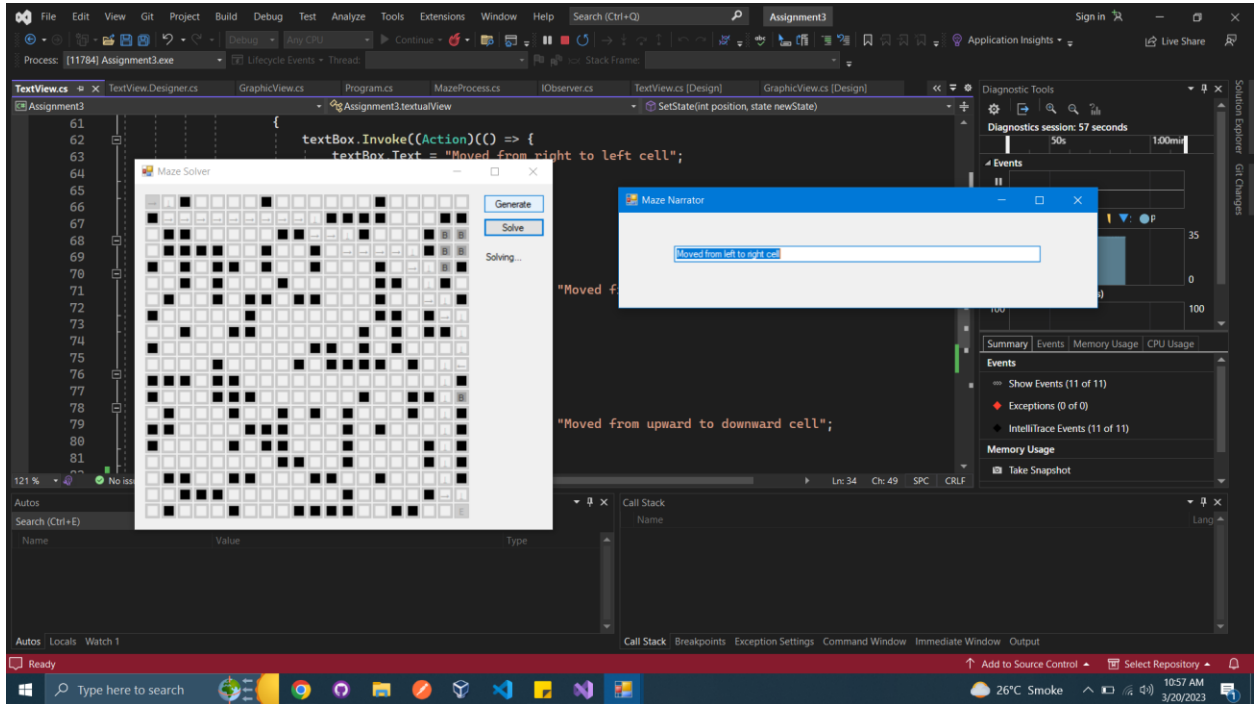 File Edit View Git Project Build Debug Test Analyze Tools Extensions Window Help Search (Ctrl+Q) Assignment3 Sign in
Debug Any CPU Continue Application Insights Live Share
Process: [11784] Assignment3.exe Lifecycle Events Thread: Stack Frame:
TextView.cs TextView.Designer.cs GraphicView.cs Program.cs MazeProcess.cs IObserver.cs TextView.cs [Design] GraphicView.cs [Design] Diagnostic Tools
Assignment3 Assignment3.textualView SetState(int position, state newState)
Solution Explorer
Git Changes
61 {
62 textBox.Invoke((Action)(() => {
63 textBox.Text = "Moved from right to left cell";
64
65
66
67
68
69
70
71 "Moved f
72
73
74
75
76
77
78
79 "Moved from upward to downward cell";
80
81
Maze Solver
Generate
Solve
Solving...
B B
B B
B B
B
B
E
Maze Narrator
Moved from left to right cell
Diagnostics session: 57 seconds
50s 1:00min
Events
p
35
0
100 100
Summary Events Memory Usage CPU Usage
Events
Show Events (11 of 11)
Exceptions (0 of 0)
IntelliTrace Events (11 of 11)
Memory Usage
Take Snapshot
121 % No iss Ln: 34 Ch: 49 SPC CRLF
Autos
Search (Ctrl+E)
Name Value Type
Call Stack
Name Lang
Autos Locals Watch 1
Call Stack Breakpoints Exception Settings Command Window Immediate Window Output
Ready Add to Source Control Select Repository
Type here to search 26°C Smoke 10:57 AM
3/20/2023